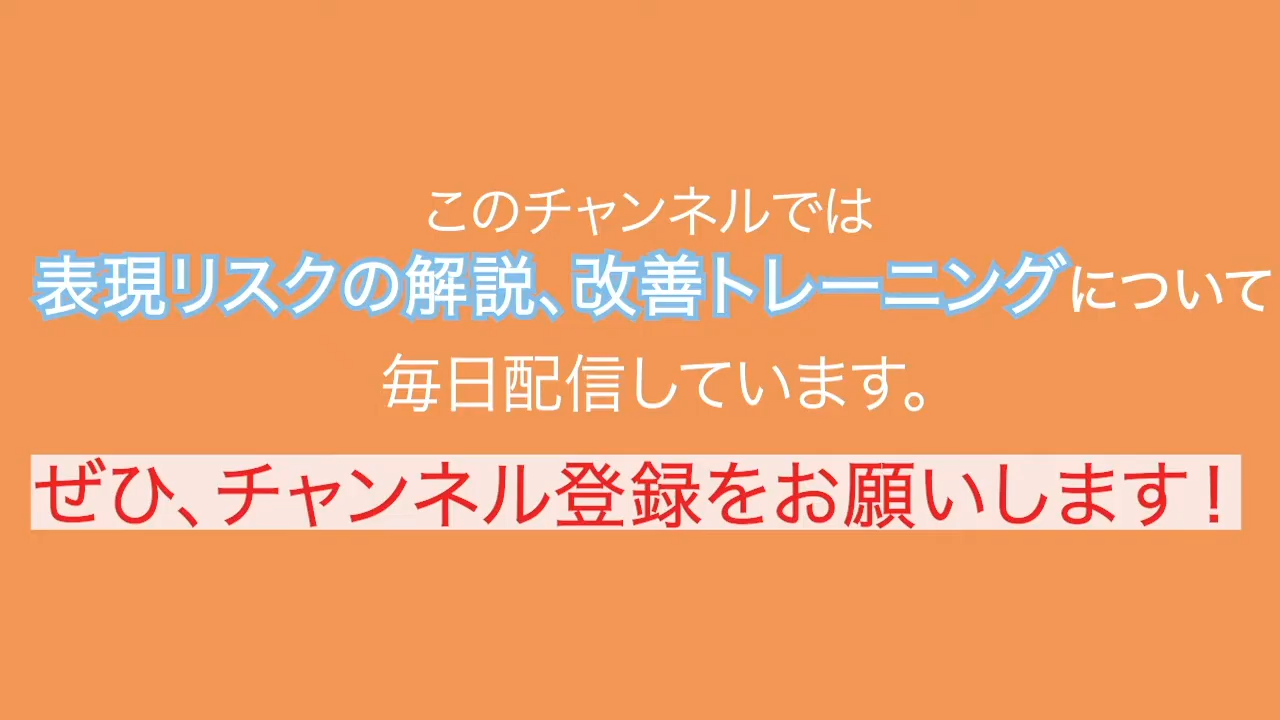 このチャンネルでは
表現リスクの解説、改善トレーニングについて
毎日配信しています。
ぜひ、チャンネル登録をお願いします！